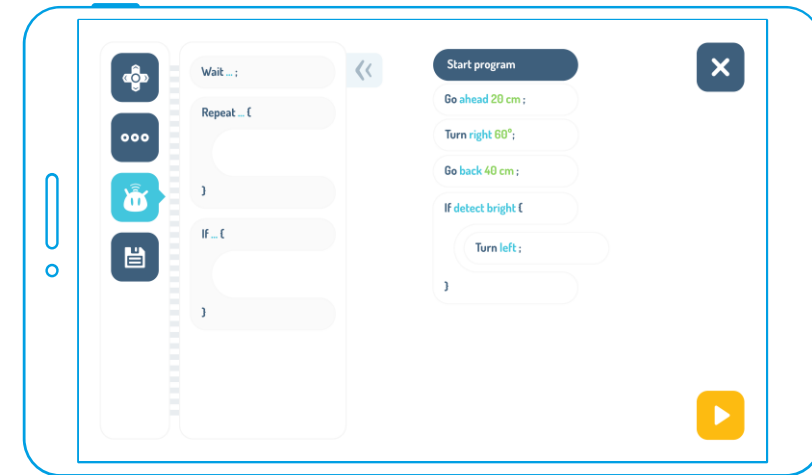 Wait ... ;
Repeat ... {
}
If ... {
}
Start program
Go ahead 20 cm ;
Turn right 60°;
Go back 40 cm ;
If detect bright {
Turn left ;
}